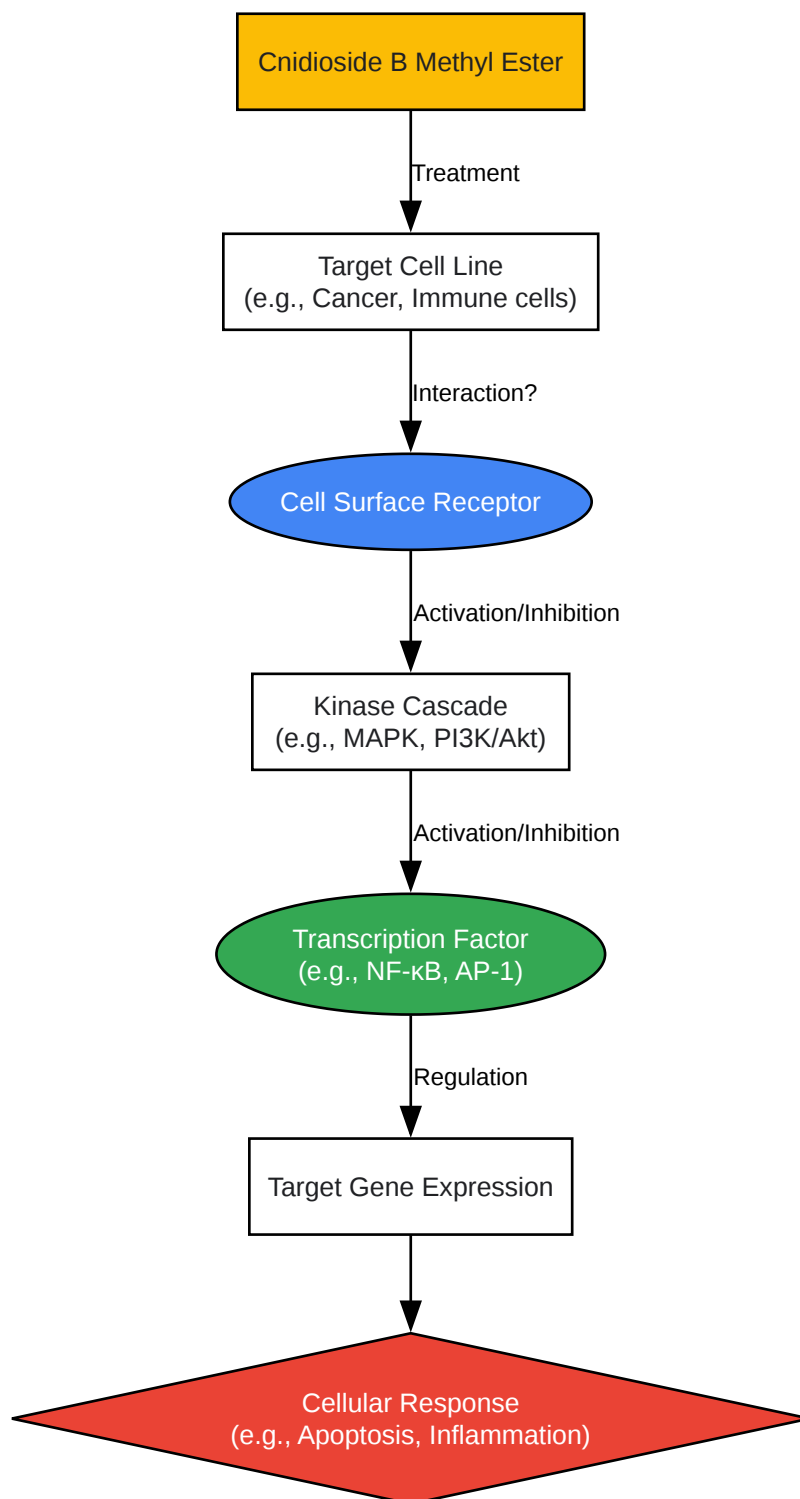 Cnidioside B Methyl Ester
Treatment
Target Cell Line
(e.g., Cancer, Immune cells)
Interaction?
Cell Surface Receptor
Activation/Inhibition
Kinase Cascade
(e.g., MAPK, PI3K/Akt)
Activation/Inhibition
Transcription Factor
(e.g., NF-κB, AP-1)
Regulation
Target Gene Expression
Cellular Response
(e.g., Apoptosis, Inflammation)